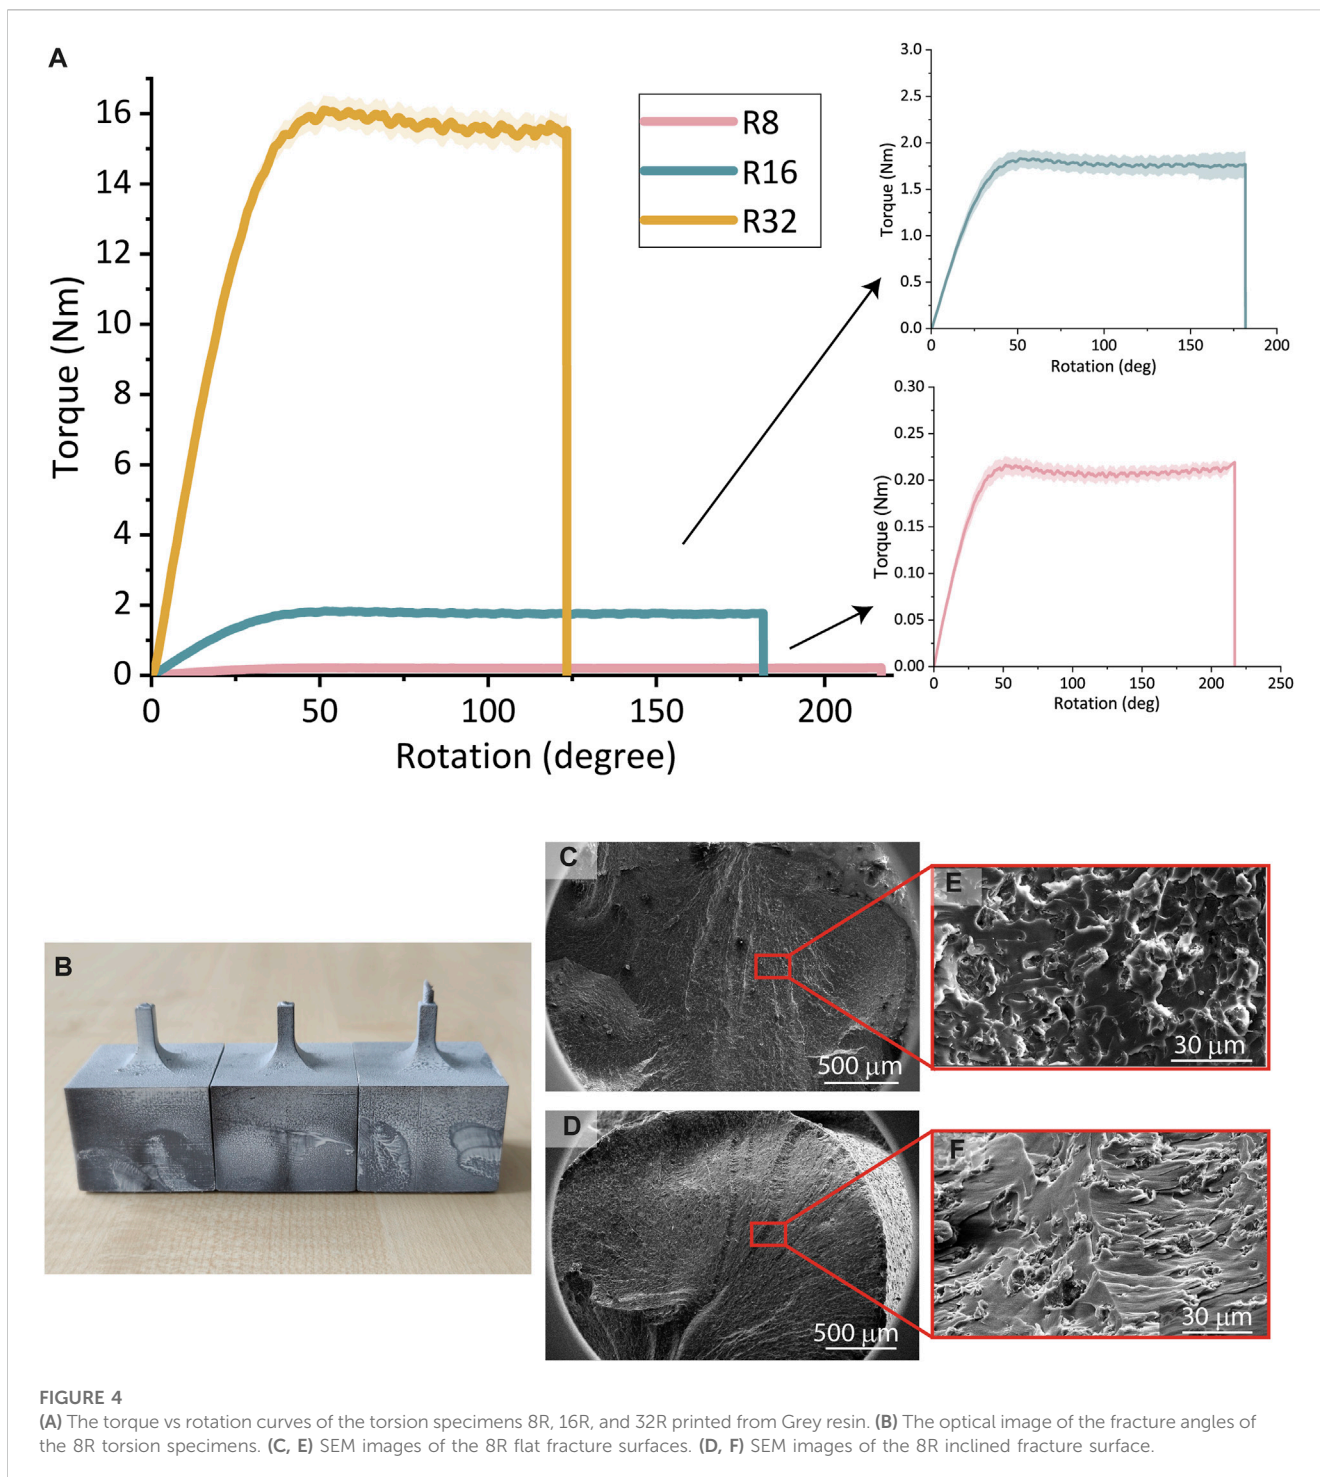 A
Torque (Nm)
16
14
12
10
8
6
4
2
0
0 50 100 150 200
Rotation (degree)
R8
R16
R32
Torque (Nm)
3.0
2.5
2.0
1.5
1.0
0.5
0.0
0 50 100 150 200
Rotation (deg)
Torque (Nm)
0.30
0.25
0.20
0.15
0.10
0.05
0.00
0 50 100 150 200 250
Rotation (deg)
B
C
500 μm
E
30 μm
D
500 μm
F
30 μm
FIGURE 4
(A) The torque vs rotation curves of the torsion specimens 8R, 16R, and 32R printed from Grey resin. (B) The optical image of the fracture angles of
the 8R torsion specimens. (C, E) SEM images of the 8R flat fracture surfaces. (D, F) SEM images of the 8R inclined fracture surface.